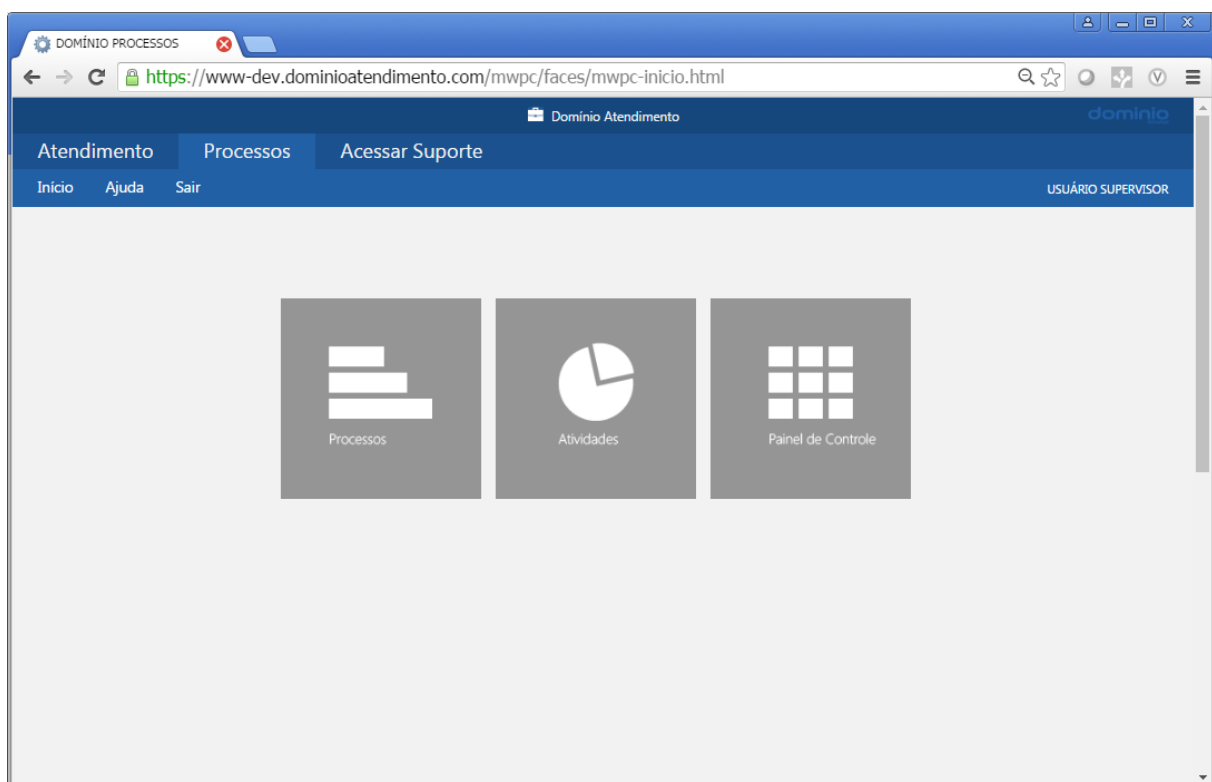 DOMÍNIO PROCESSOS
https://www-dev.dominioatendimento.com/mwpc/faces/mwpc-inicio.html
Domínio Atendimento
domínio
Atendimento Processos Acessar Suporte
Início Ajuda Sair USUÁRIO SUPERVISOR
Processos Atividades Painel de Controle